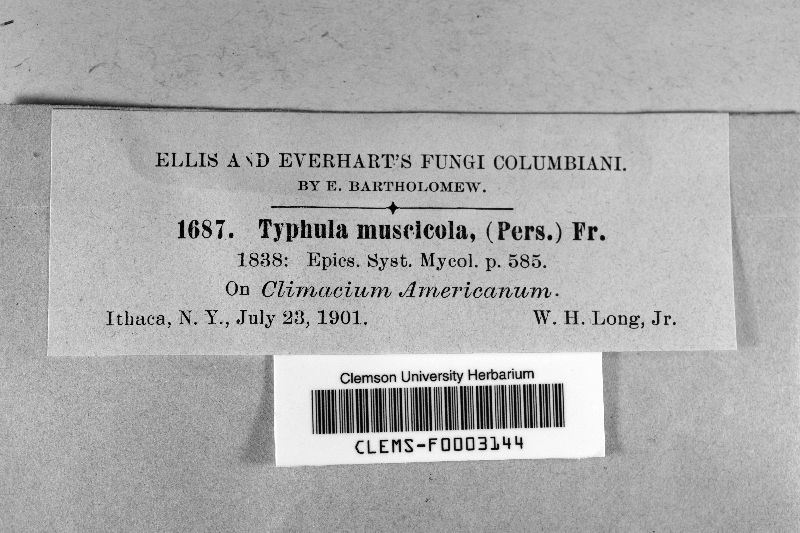 ELLIS AND EVERHART'S FUNGI COLUMBIANI.
BY E. BARTHOLOMEW.
1687. Typhula muscicola, (Pers.) Fr.
1838: Epics. Syst. Mycol. p. 585.
On Climacium Americanum.
Ithaca, N. Y., July 23, 1901. W. H. Long, Jr.
Clemson University Herbarium
CLEMS-F0003144